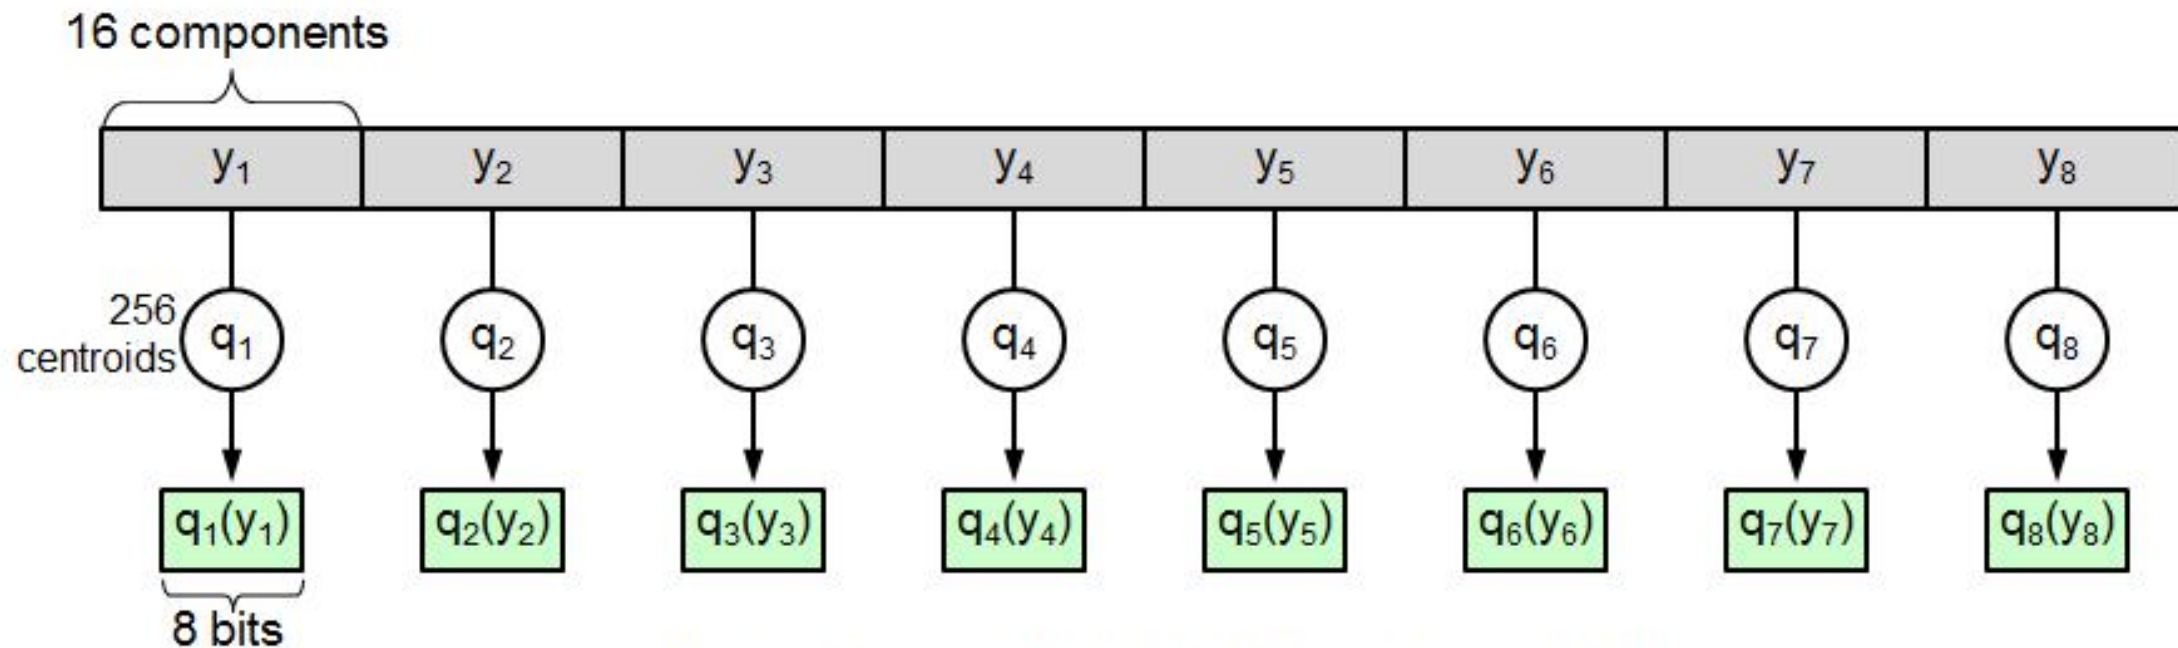 16 components
y₁ y₂ y₃ y₄ y₅ y₆ y₇ y₈
256
centroids
q₁ q₂ q₃ q₄ q₅ q₆ q₇ q₈
q₁(y₁) q₂(y₂) q₃(y₃) q₄(y₄) q₅(y₅) q₆(y₆) q₇(y₇) q₈(y₈)
8 bits